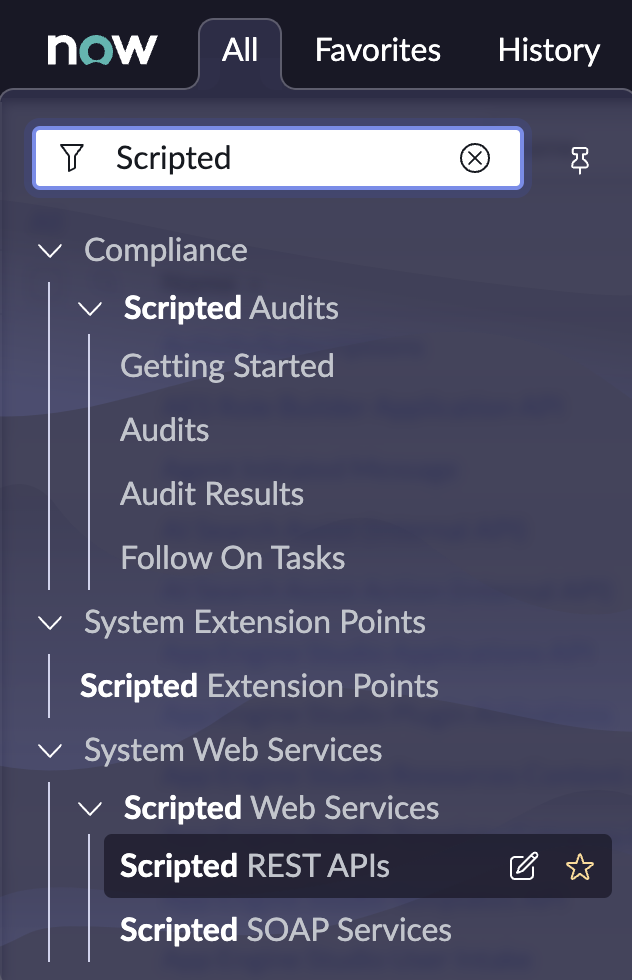 now All Favorites History
Scripted
Compliance
Scripted Audits
Getting Started
Audits
Audit Results
Follow On Tasks
System Extension Points
Scripted Extension Points
System Web Services
Scripted Web Services
Scripted REST APIs
Scripted SOAP Services